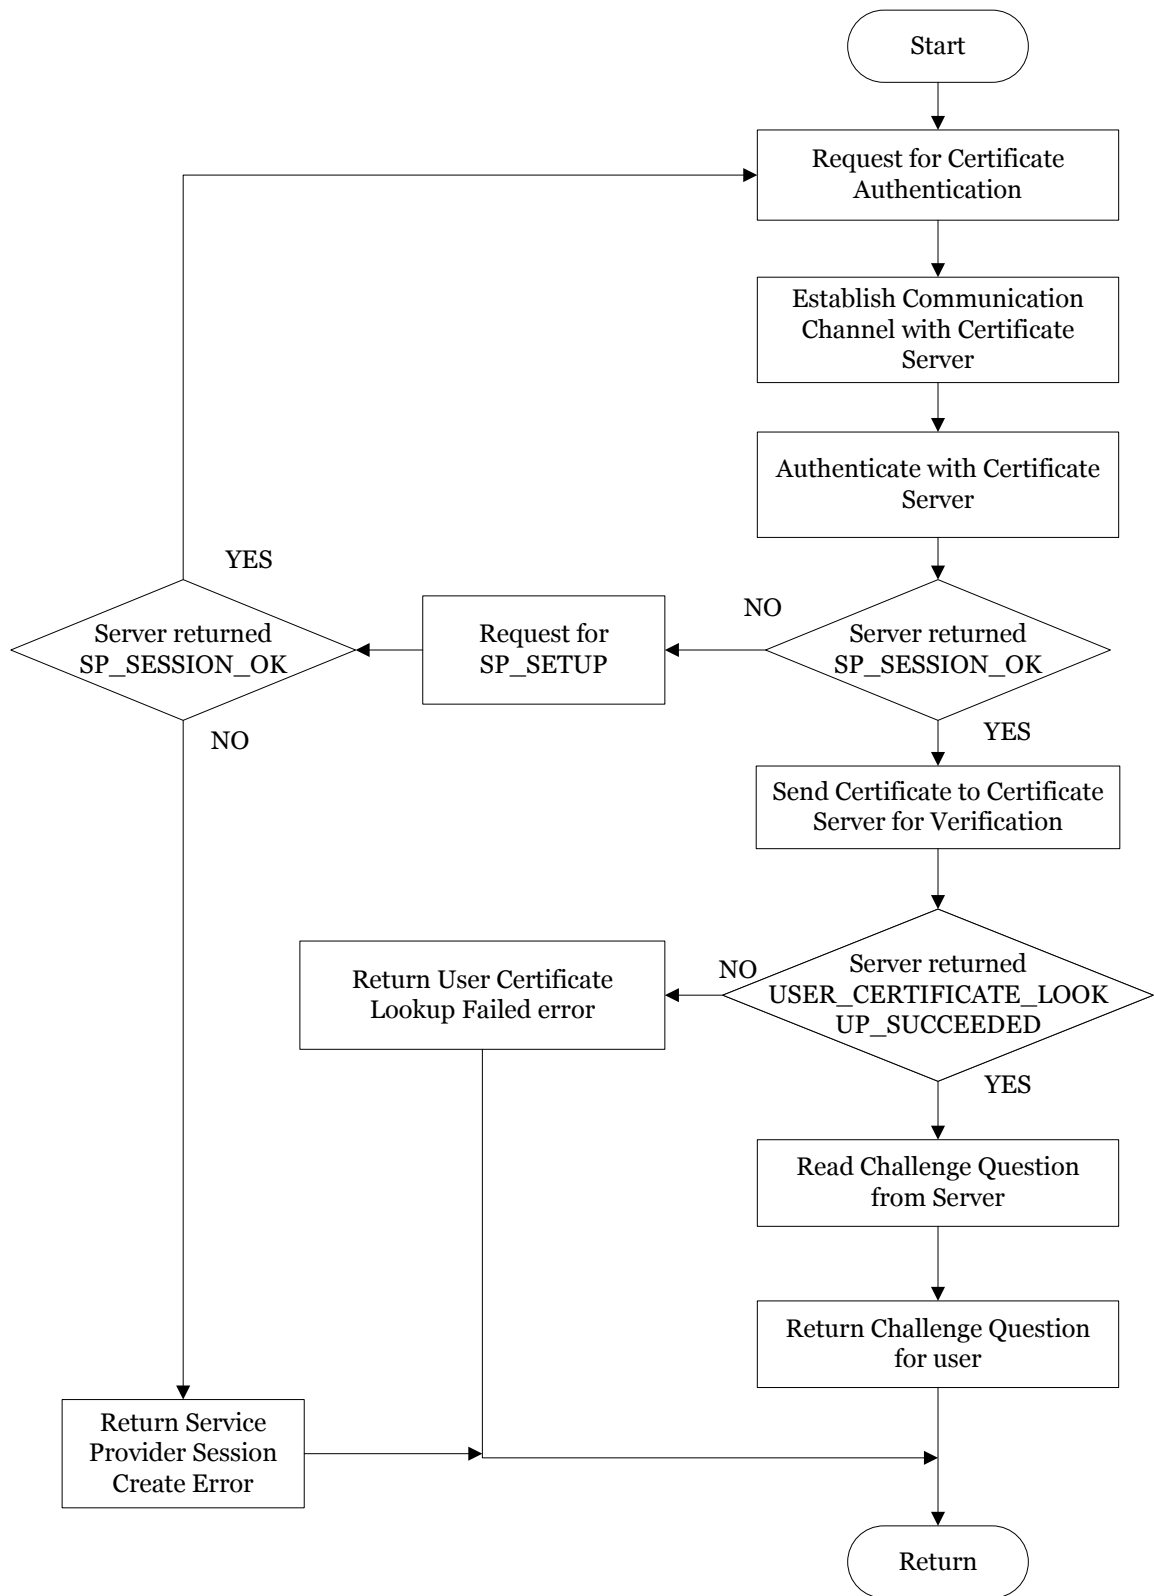 Start
Request for Certificate
Authentication
Establish Communication
Channel with Certificate
Server
Authenticate with Certificate
Server
YES
NO
Server returned
SP_SESSION_OK
Request for
SP_SETUP
Server returned
SP_SESSION_OK
NO
YES
Send Certificate to Certificate
Server for Verification
Return User Certificate
Lookup Failed error
NO
Server returned
USER_CERTIFICATE_LOOK
UP_SUCCEEDED
YES
Read Challenge Question
from Server
Return Challenge Question
for user
Return Service
Provider Session
Create Error
Return